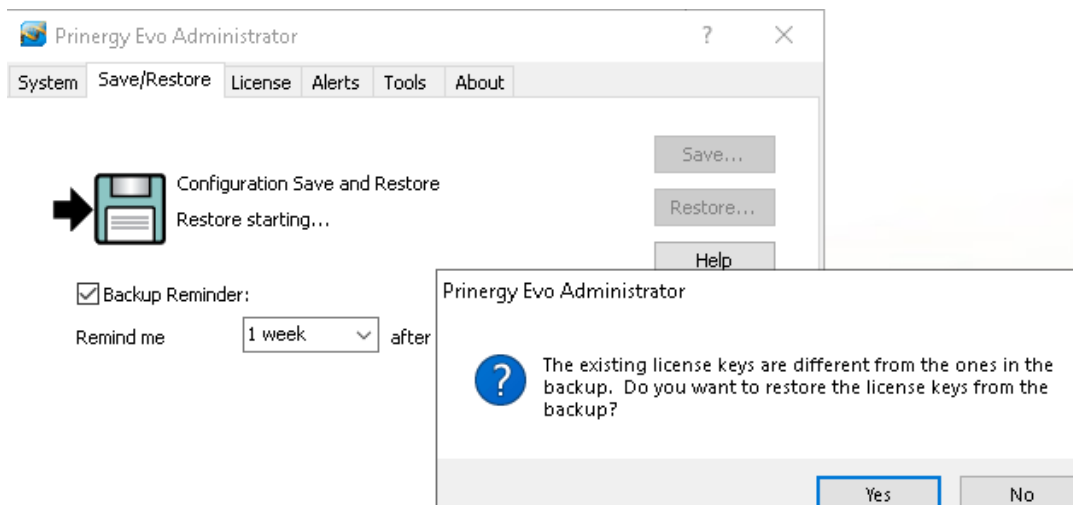 Prinergy Evo Administrator
System Save/Restore License Alerts Tools About
Save...
Configuration Save and Restore
Restore starting...
Restore...
Help
Backup Reminder:
Remind me 1 week after
Prinergy Evo Administrator
The existing license keys are different from the ones in the
backup. Do you want to restore the license keys from the
backup?
Yes No